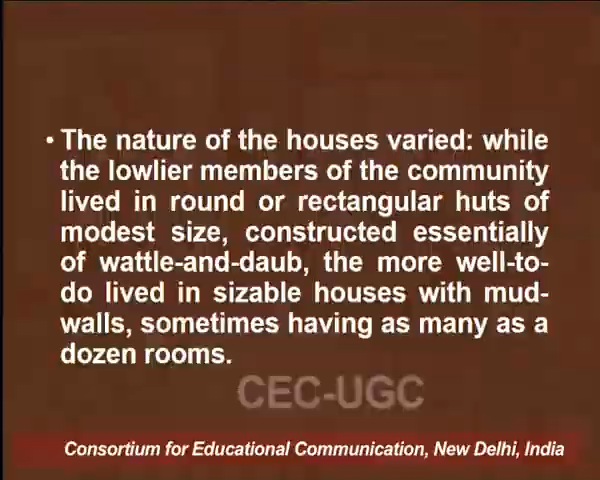 • The nature of the houses varied: while
the lowlier members of the community
lived in round or rectangular huts of
modest size, constructed essentially
of wattle-and-daub, the more well-to-
do lived in sizable houses with mud-
walls, sometimes having as many as a
dozen rooms.
CEC-UGC
Consortium for Educational Communication, New Delhi, India